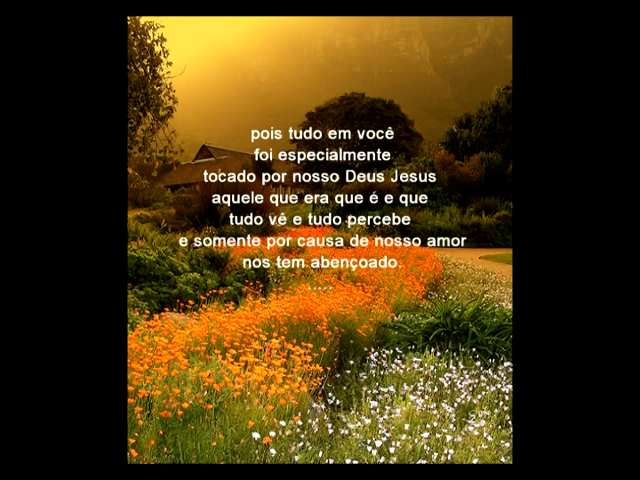 pois tudo em você
foi especialmente
tocado por nosso Deus Jesus
aquele que era que é e que
tudo vê e tudo percebe
e somente por causa de nosso amor
nos tem abençoado.
.....